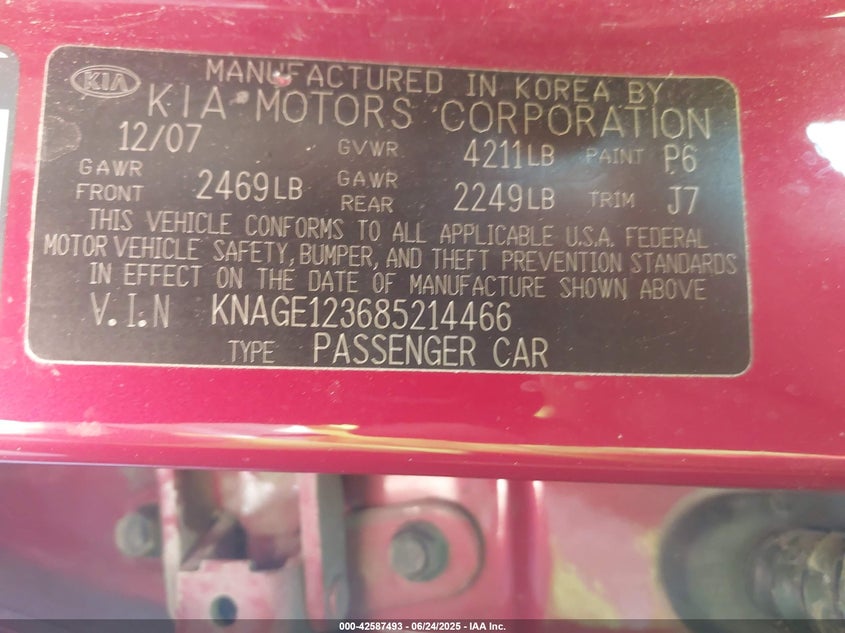 KIA
MANUFACTURED IN KOREA BY
KIA MOTORS CORPORATION
12/07 GVWR 4211LB PAINT P6
GAWR FRONT 2469LB GAWR REAR 2249LB TRIM J7
THIS VEHICLE CONFORMS TO ALL APPLICABLE U.S.A. FEDERAL
MOTOR VEHICLE SAFETY, BUMPER, AND THEFT PREVENTION STANDARDS
IN EFFECT ON THE DATE OF MANUFACTURE SHOWN ABOVE
V.I.N KNAGE123685214466
TYPE PASSENGER CAR
000-42587493 - 06/24/2025 - IAA Inc.